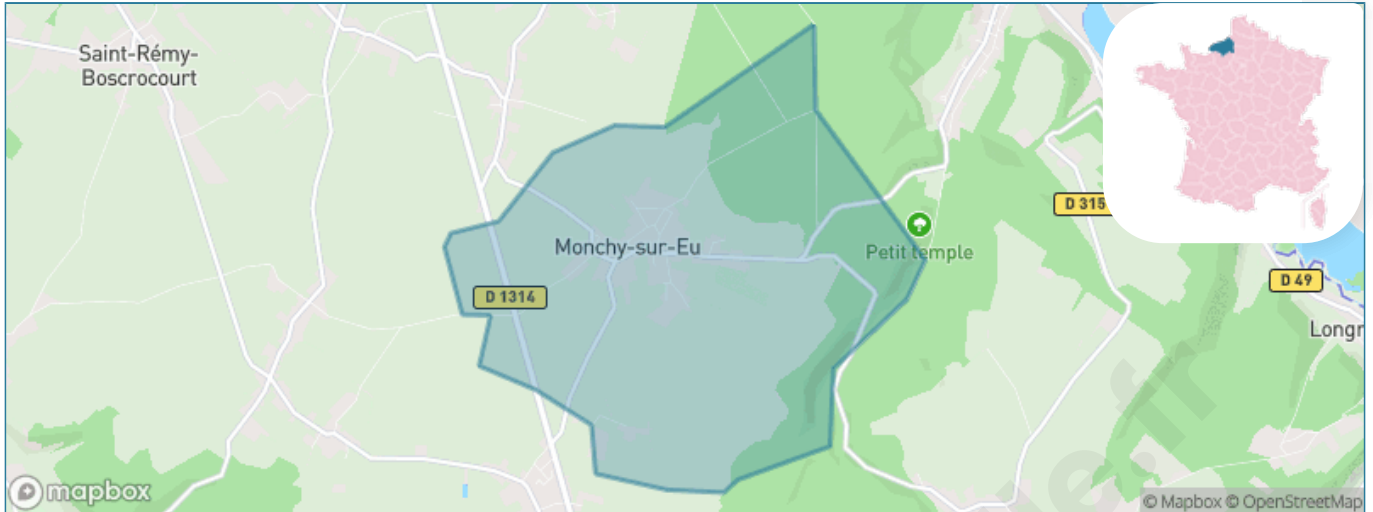 Saint-Rémy-
Boscrocourt
D 315
Petit temple
Monchy-sur-Eu
D 49
D 1314
Longr
mapbox
© Mapbox © OpenStreetMap